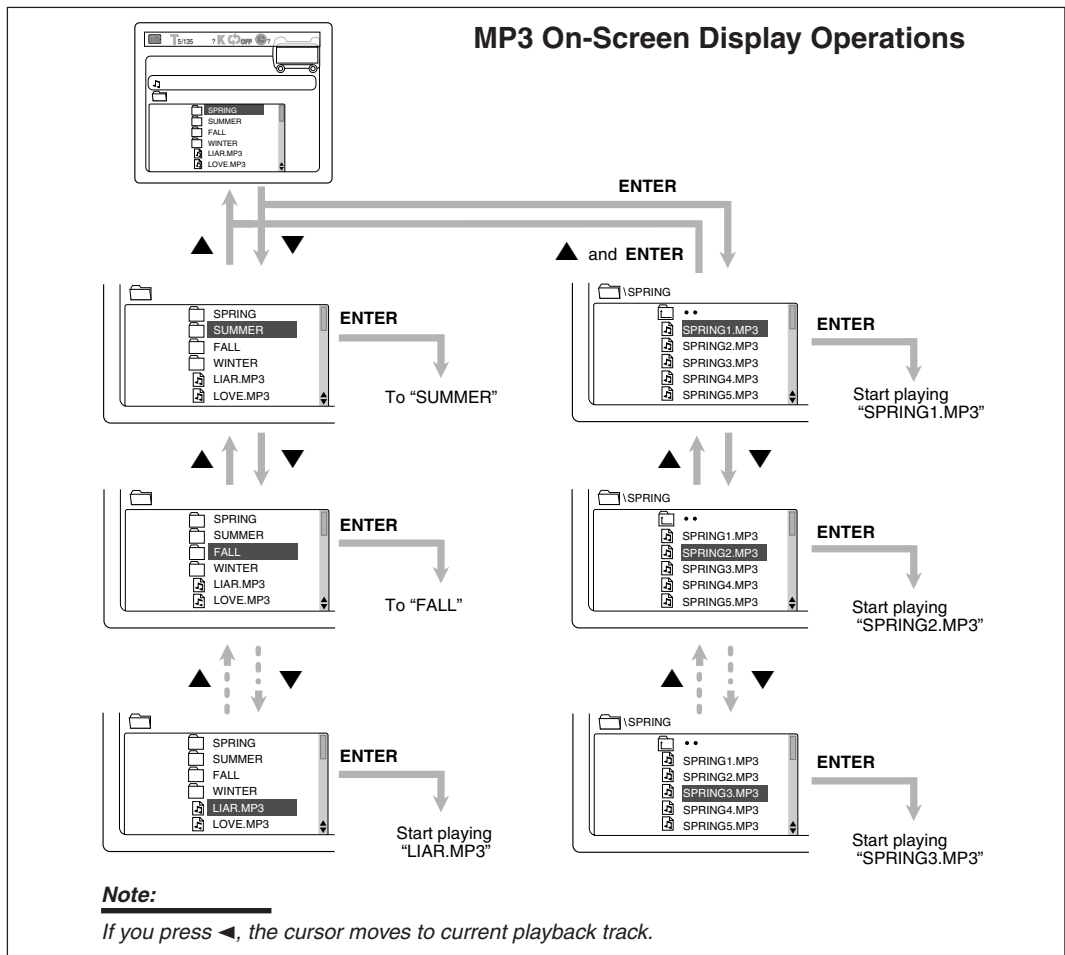 MP3 On-Screen Display Operations
T5/135 ? K OFF ?
SPRING
SUMMER
FALL
WINTER
LIAR.MP3
LOVE.MP3
ENTER
▲ ▼
▲ and ENTER
SPRING
SUMMER
FALL
WINTER
LIAR.MP3
LOVE.MP3
ENTER
To “SUMMER”
\SPRING
••
SPRING1.MP3
SPRING2.MP3
SPRING3.MP3
SPRING4.MP3
SPRING5.MP3
ENTER
Start playing
“SPRING1.MP3”
▲ ▼
▲ ▼
SPRING
SUMMER
FALL
WINTER
LIAR.MP3
LOVE.MP3
ENTER
To “FALL”
\SPRING
••
SPRING1.MP3
SPRING2.MP3
SPRING3.MP3
SPRING4.MP3
SPRING5.MP3
ENTER
Start playing
“SPRING2.MP3”
▲ ▼
▲ ▼
SPRING
SUMMER
FALL
WINTER
LIAR.MP3
LOVE.MP3
ENTER
Start playing
“LIAR.MP3”
\SPRING
••
SPRING1.MP3
SPRING2.MP3
SPRING3.MP3
SPRING4.MP3
SPRING5.MP3
ENTER
Start playing
“SPRING3.MP3”
Note:
If you press ◄, the cursor moves to current playback track.